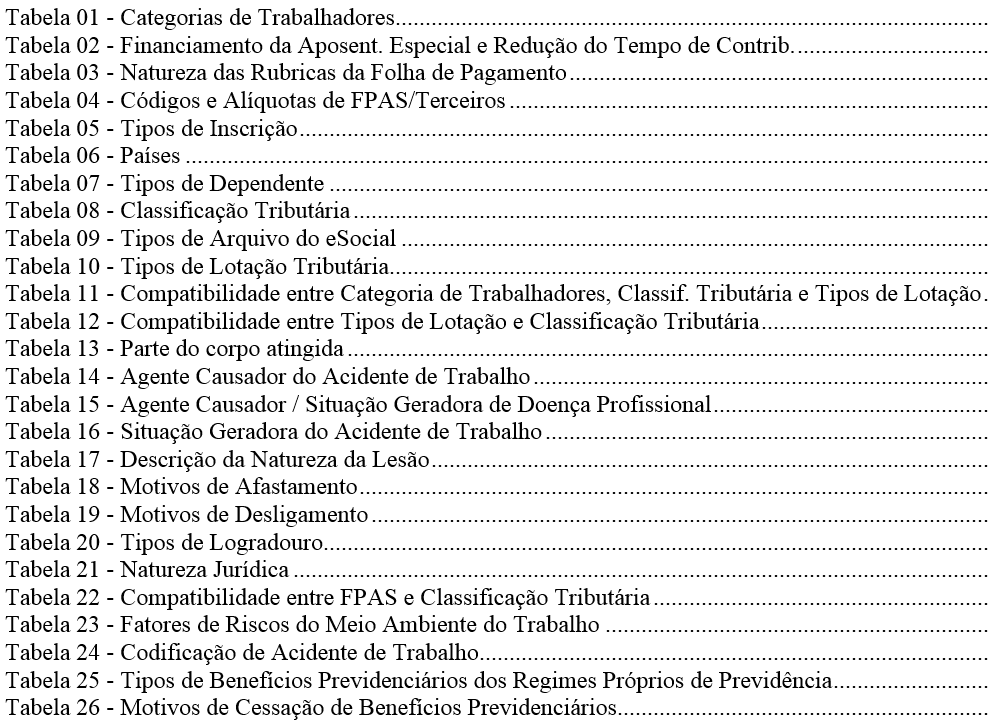 Tabela 01 - Categorias de Trabalhadores....................................................................................................
Tabela 02 - Financiamento da Aposent. Especial e Redução do Tempo de Contrib.................................
Tabela 03 - Natureza das Rubricas da Folha de Pagamento......................................................................
Tabela 04 - Códigos e Alíquotas de FPAS/Terceiros................................................................................
Tabela 05 - Tipos de Inscrição...................................................................................................................
Tabela 06 - Países ......................................................................................................................................
Tabela 07 - Tipos de Dependente ..............................................................................................................
Tabela 08 - Classificação Tributária..........................................................................................................
Tabela 09 - Tipos de Arquivo do eSocial ..................................................................................................
Tabela 10 - Tipos de Lotação Tributária....................................................................................................
Tabela 11 - Compatibilidade entre Categoria de Trabalhadores, Classif. Tributária e Tipos de Lotação.
Tabela 12 - Compatibilidade entre Tipos de Lotação e Classificação Tributária......................................
Tabela 13 - Parte do corpo atingida...........................................................................................................
Tabela 14 - Agente Causador do Acidente de Trabalho............................................................................
Tabela 15 - Agente Causador / Situação Geradora de Doença Profissional..............................................
Tabela 16 - Situação Geradora do Acidente de Trabalho..........................................................................
Tabela 17 - Descrição da Natureza da Lesão.............................................................................................
Tabela 18 - Motivos de Afastamento.........................................................................................................
Tabela 19 - Motivos de Desligamento.......................................................................................................
Tabela 20 - Tipos de Logradouro...............................................................................................................
Tabela 21 - Natureza Jurídica ....................................................................................................................
Tabela 22 - Compatibilidade entre FPAS e Classificação Tributária........................................................
Tabela 23 - Fatores de Riscos do Meio Ambiente do Trabalho ................................................................
Tabela 24 - Codificação de Acidente de Trabalho.....................................................................................
Tabela 25 - Tipos de Benefícios Previdenciários dos Regimes Próprios de Previdência..........................
Tabela 26 - Motivos de Cessação de Benefícios Previdenciários..............................................................